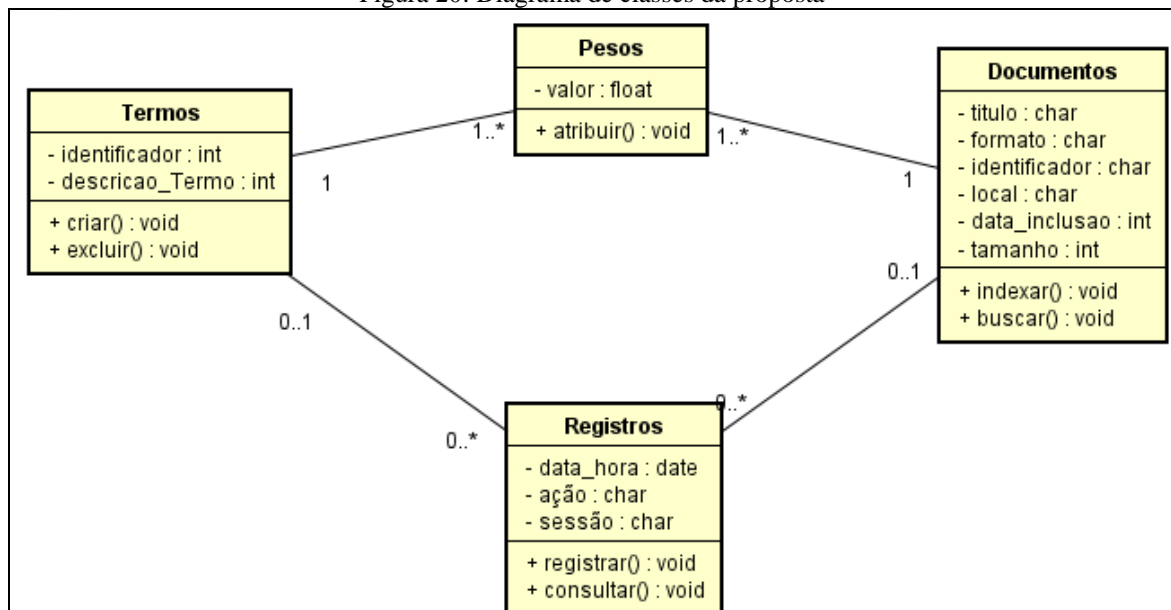 Figura 20: Diagrama de classes da proposta
Pesos
- valor : float
+ atribuir() : void
Termos
- identificador : int
- descricao_Termo : int
+ criar() : void
+ excluir() : void
Documentos
- titulo : char
- formato : char
- identificador : char
- local : char
- data_inclusao : int
- tamanho : int
+ indexar() : void
+ buscar() : void
1..*
1
1..*
1
0..1
0..*
0..1
0..*
Registros
- data_hora : date
- ação : char
- sessão : char
+ registrar() : void
+ consultar() : void